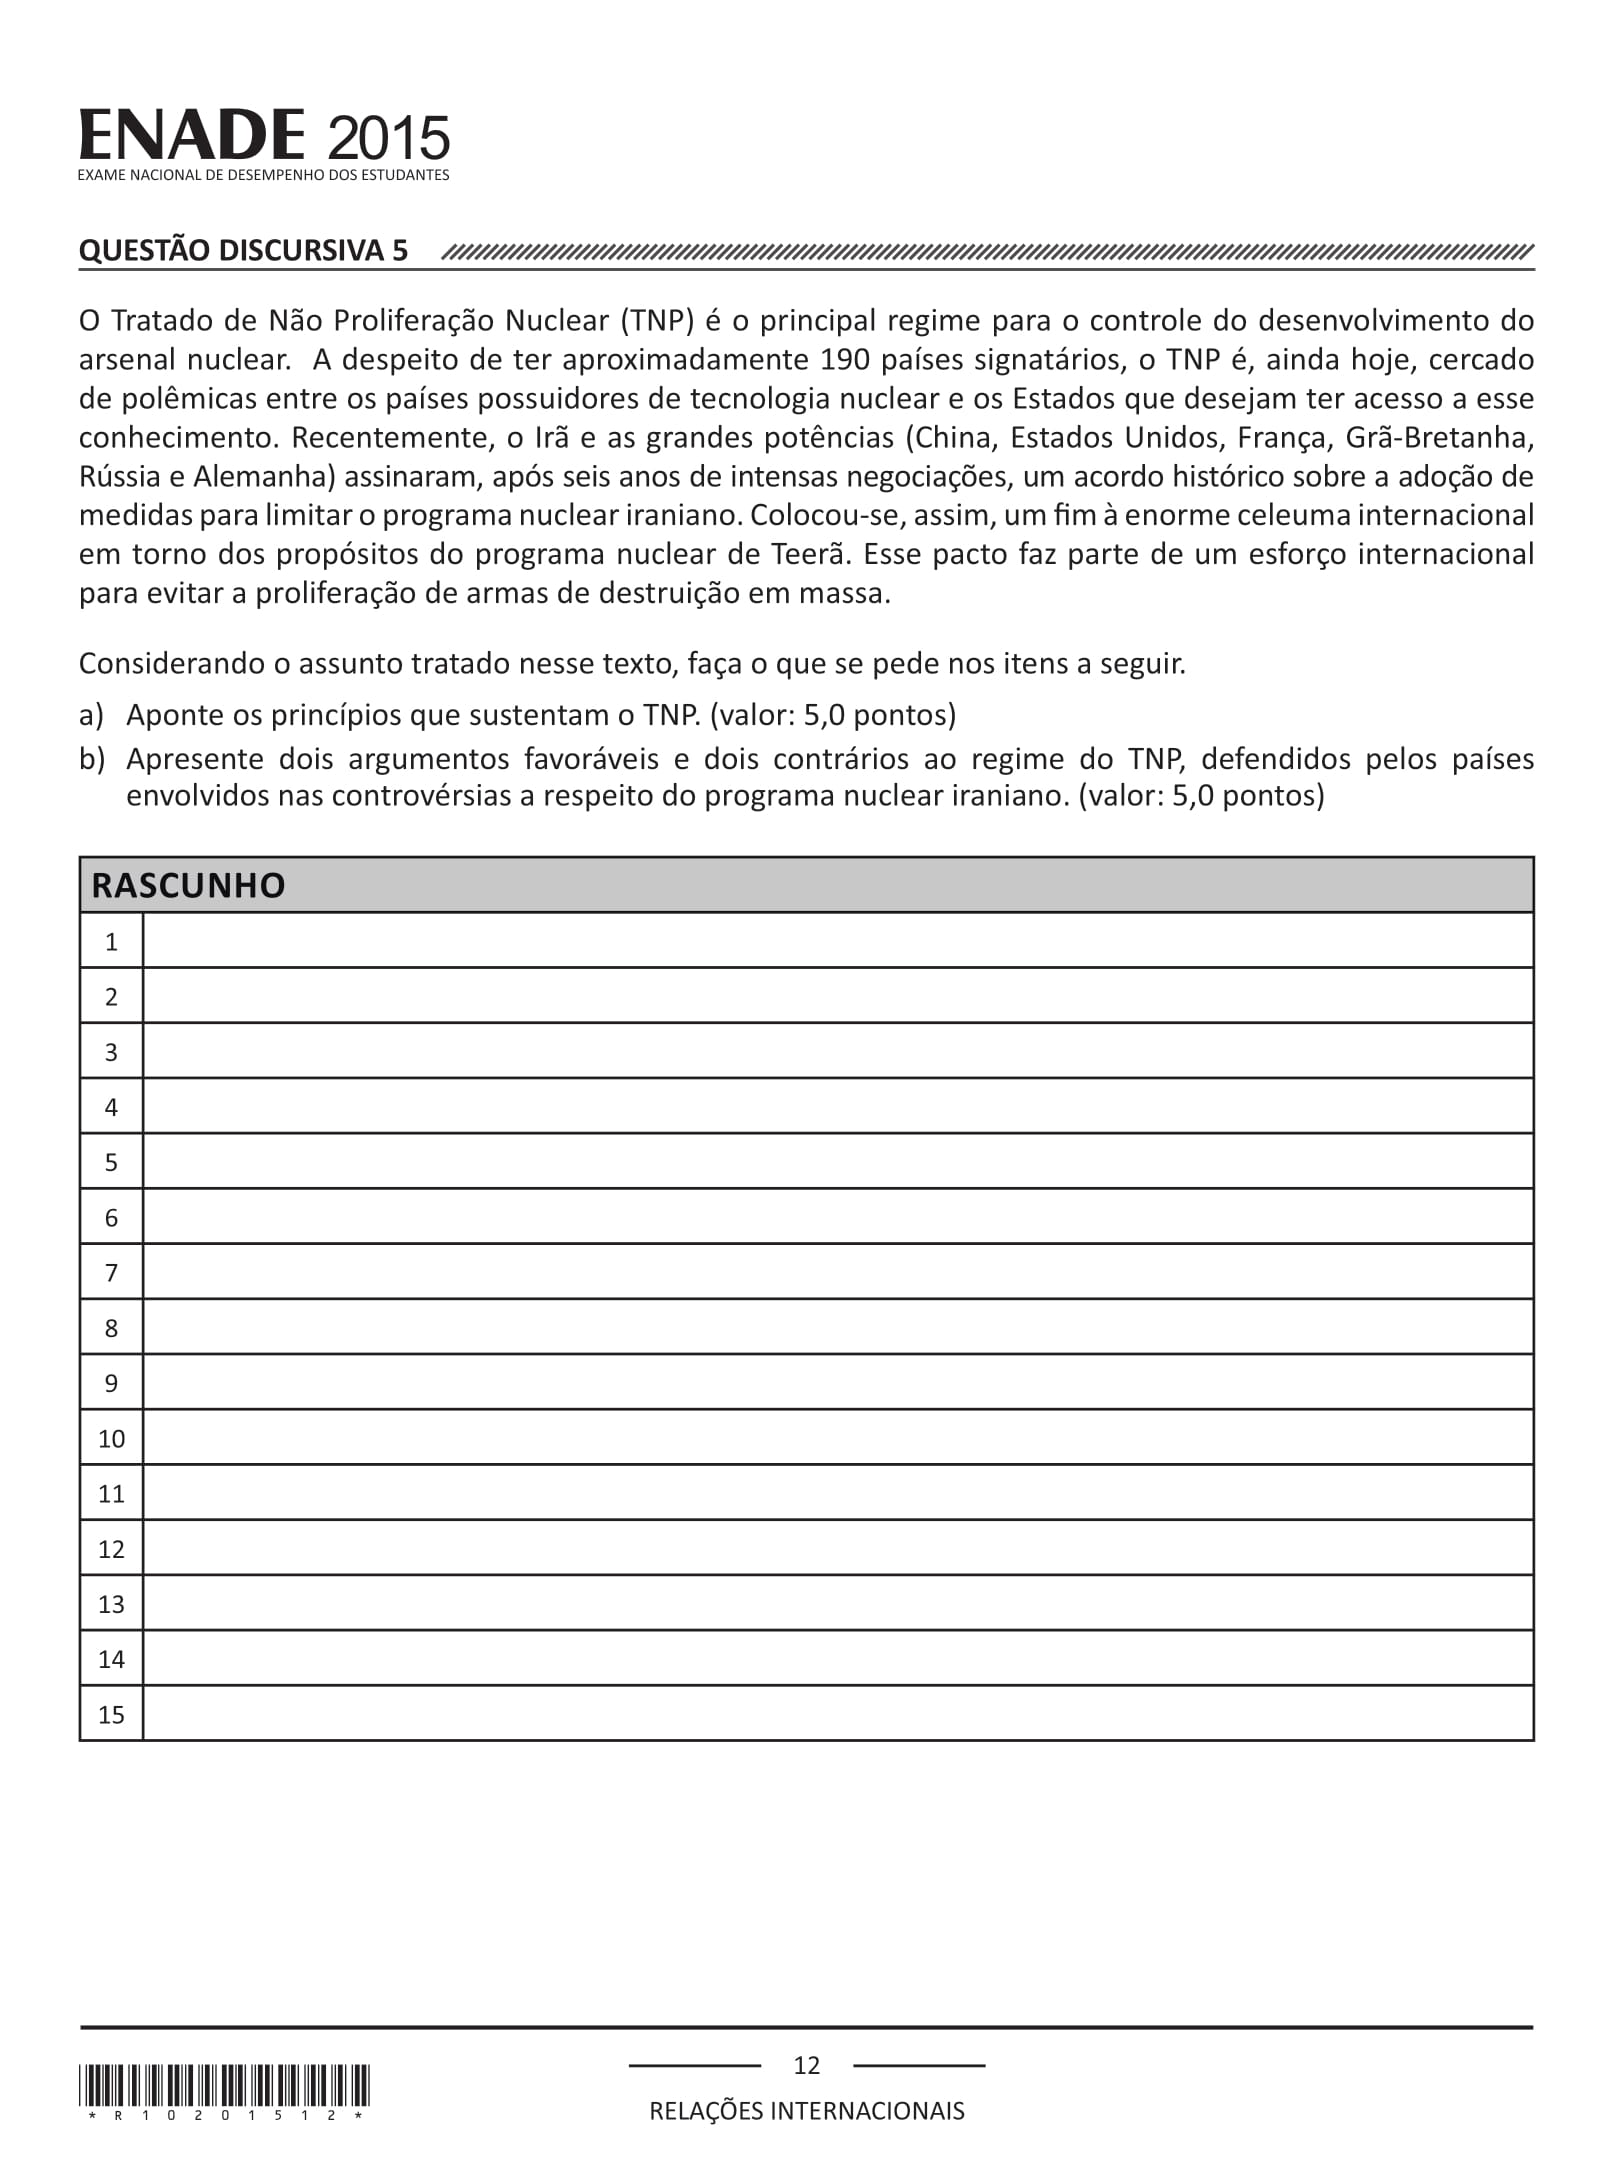 ENADE 2015
EXAME NACIONAL DE DESEMPENHO DOS ESTUDANTES
QUESTÃO DISCURSIVA 5
O Tratado de Não Proliferação Nuclear (TNP) é o principal regime para o controle do desenvolvimento do
arsenal nuclear.  A despeito de ter aproximadamente 190 países signatários, o TNP é, ainda hoje, cercado
de polêmicas entre os países possuidores de tecnologia nuclear e os Estados que desejam ter acesso a esse
conhecimento. Recentemente, o Irã e as grandes potências (China, Estados Unidos, França, Grã-Bretanha,
Rússia e Alemanha) assinaram, após seis anos de intensas negociações, um acordo histórico sobre a adoção de
medidas para limitar o programa nuclear iraniano. Colocou-se, assim, um fim à enorme celeuma internacional
em torno dos propósitos do programa nuclear de Teerã. Esse pacto faz parte de um esforço internacional
para evitar a proliferação de armas de destruição em massa.
Considerando o assunto tratado nesse texto, faça o que se pede nos itens a seguir.
a) Aponte os princípios que sustentam o TNP. (valor: 5,0 pontos)
b) Apresente dois argumentos favoráveis e dois contrários ao regime do TNP, defendidos pelos países
envolvidos nas controvérsias a respeito do programa nuclear iraniano. (valor: 5,0 pontos)
RASCUNHO
1
2
3
4
5
6
7
8
9
10
11
12
13
14
15
12
RELAÇÕES INTERNACIONAIS
* R 1 0 2 0 1 5 1 2 *